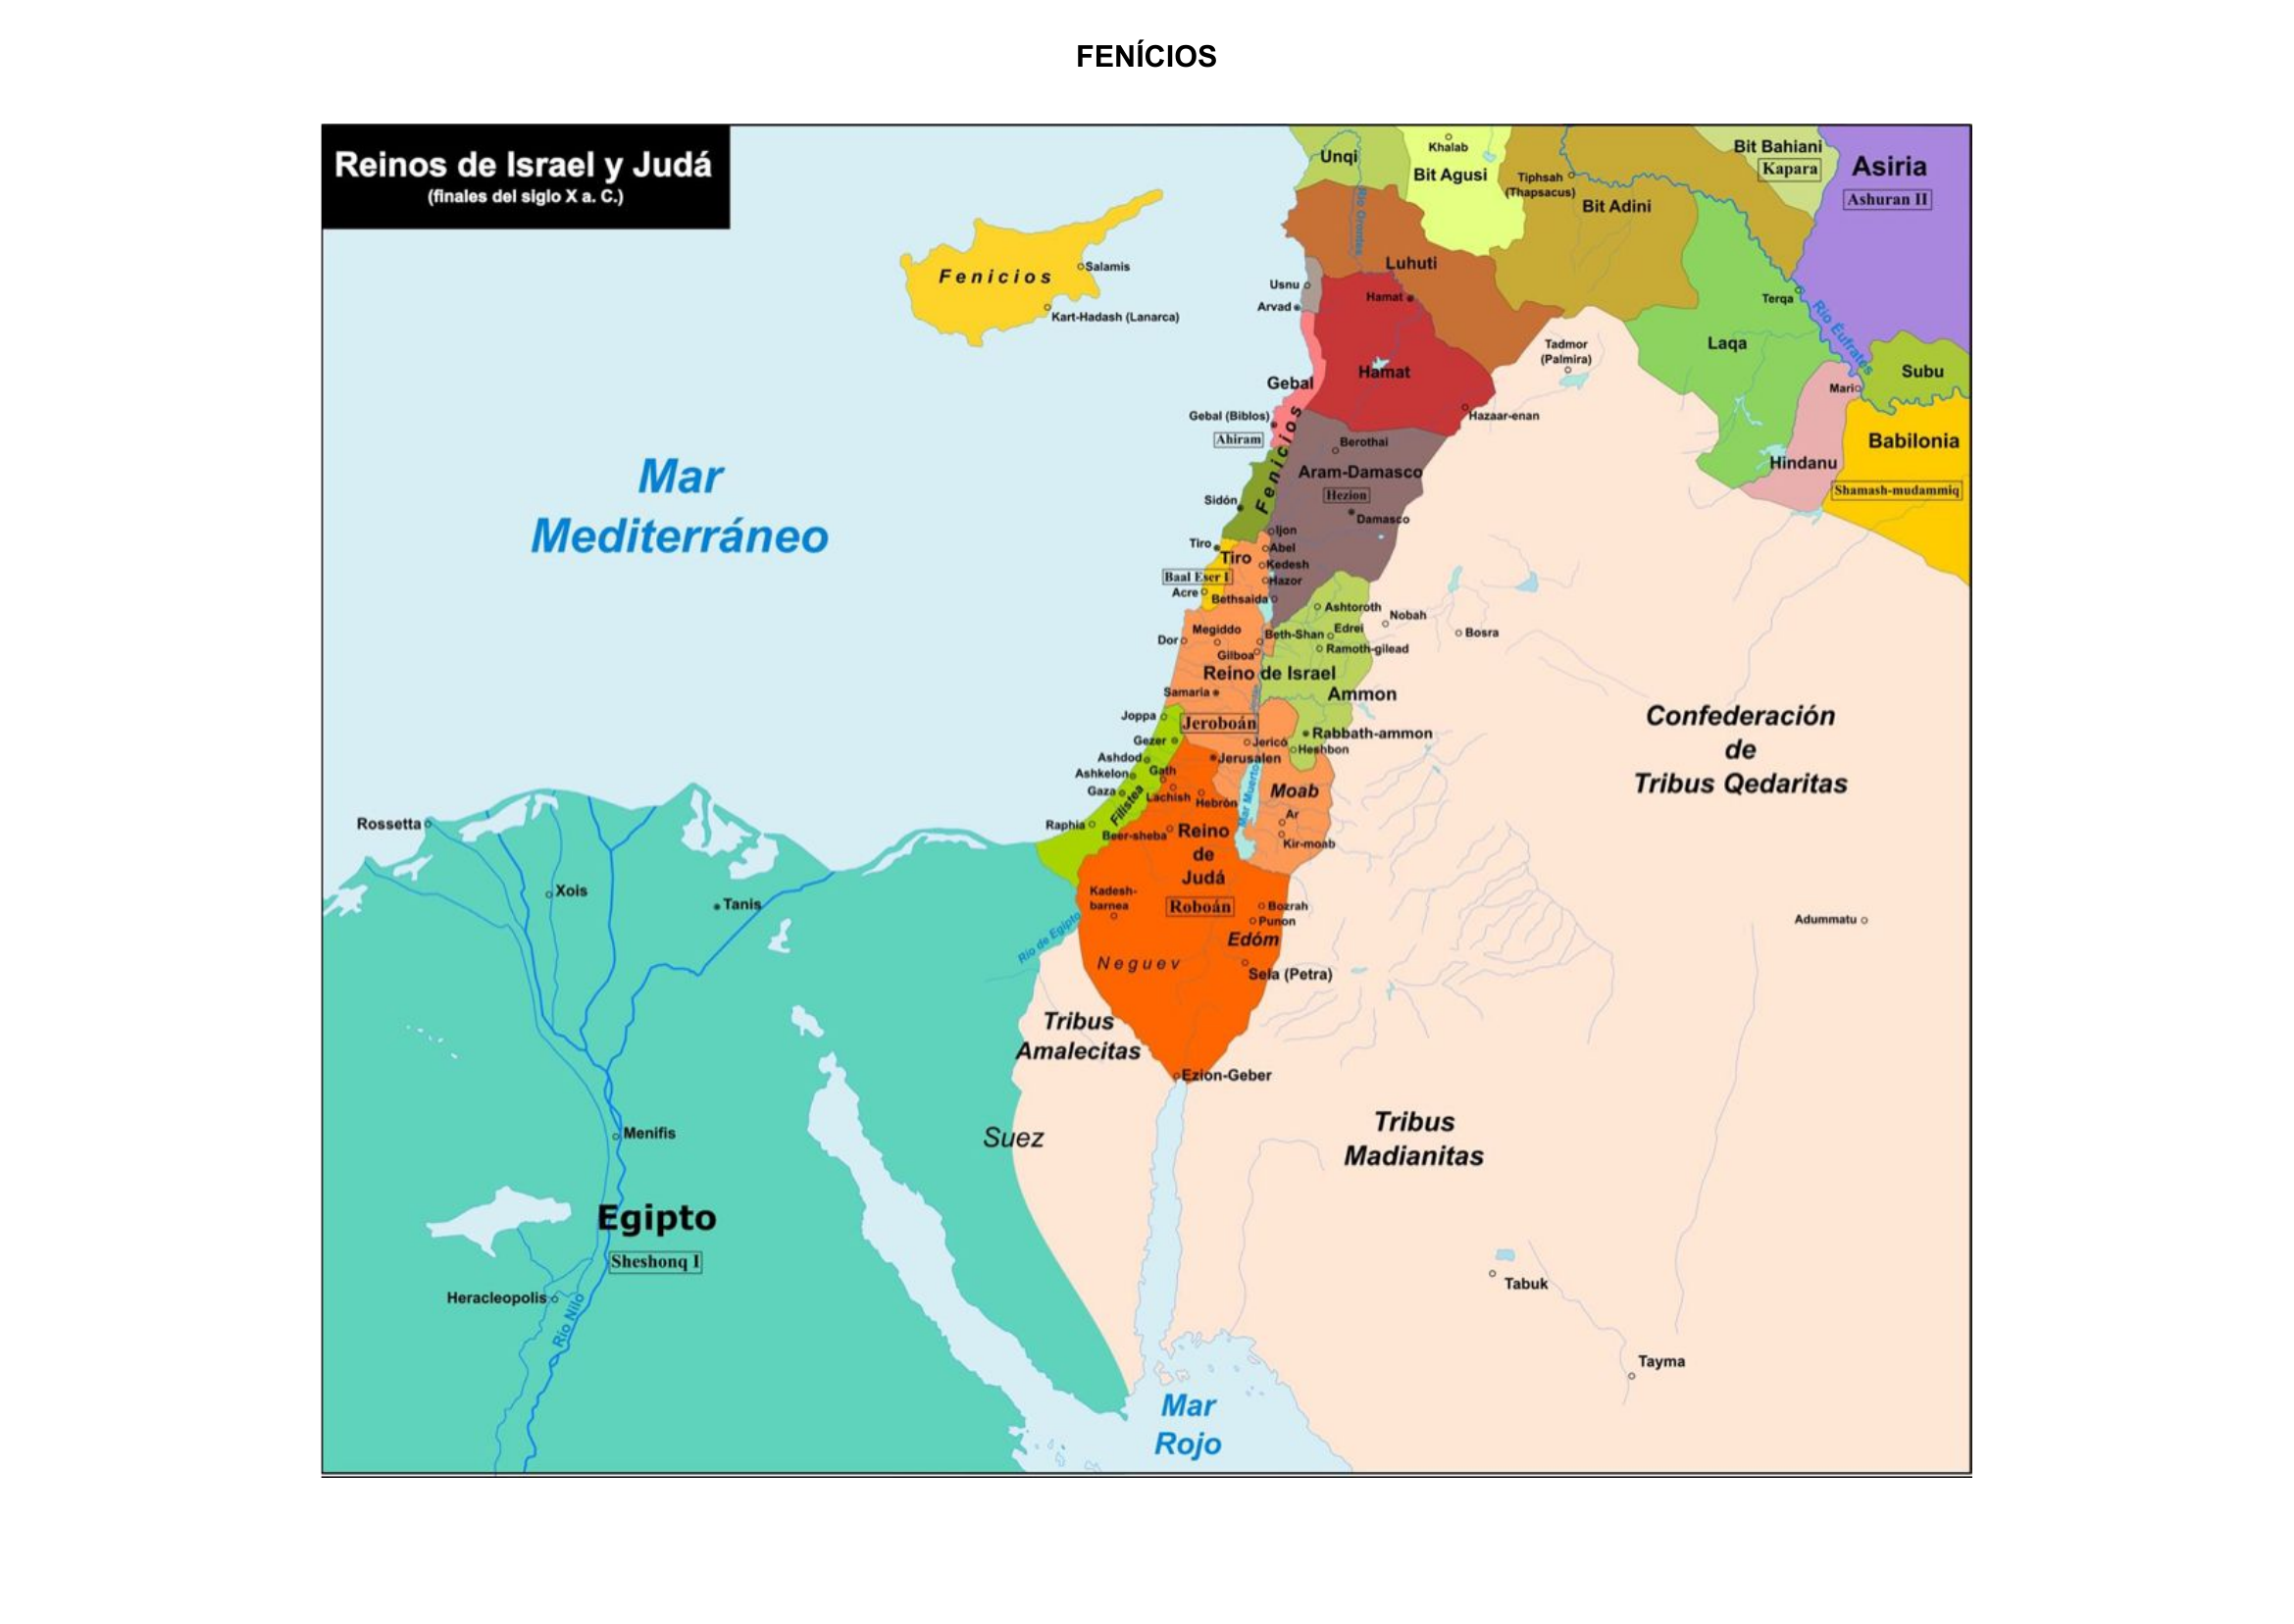 FENÍCIOS
Reinos de Israel y Judá
(finales del siglo X a. C.)
Unqi
Khalab
Bit Agusi
Tiphsah
(Thapsacus)
Bit Adini
Bit Bahiani
Kapara
Asiria
Ashuran II
Río Orontes
Fenicios
Salamis
Kart-Hadash (Lanarca)
Luhuti
Usnu
Arvad
Hamat
Terqa
Río Éufrates
Tadmor
(Palmira)
Laqa
Subu
Hamat
Gebal
Mari
Gebal (Biblos)
Ahiram
Hazaar-enan
Fenicios
Berothai
Babilonia
Aram-Damasco
Hezion
Hindanu
Shamash-mudammiq
Mar
Mediterráneo
Sidón
Damasco
Ijon
Tiro
Abel
Tiro
Kedesh
Baal Eser I
Hazor
Acre
Bethsaida
Ashtoroth
Nobah
Megiddo
Edrei
Bosra
Dor
Beth-Shan
Gilboa
Ramoth-gilead
Reino de Israel
Samaria
Ammon
Joppa
Jeroboán
Gezer
Jericó
Rabbath-ammon
Heshbon
Ashdod
Jerusalen
Ashkelon
Gath
Gaza
Lachish
Hebrón
Mar Muerto
Moab
Filistea
Confederación
de
Tribus Qedaritas
Rossetta
Raphia
Beer-sheba
Ar
Kir-moab
Reino
de
Judá
Roboán
Xois
Tanis
Kadesh-
barnea
Bozrah
Punon
Adummatu
Río de Egipto
Edóm
Neguev
Sela (Petra)
Tribus
Amalecitas
Ezion-Geber
Menifis
Suez
Tribus
Madianitas
Egipto
Sheshonq I
Heracleopolis
Río Nilo
Tabuk
Tayma
Mar
Rojo